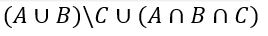 (A ∪ B)\C ∪ (A ∩ B ∩ C)